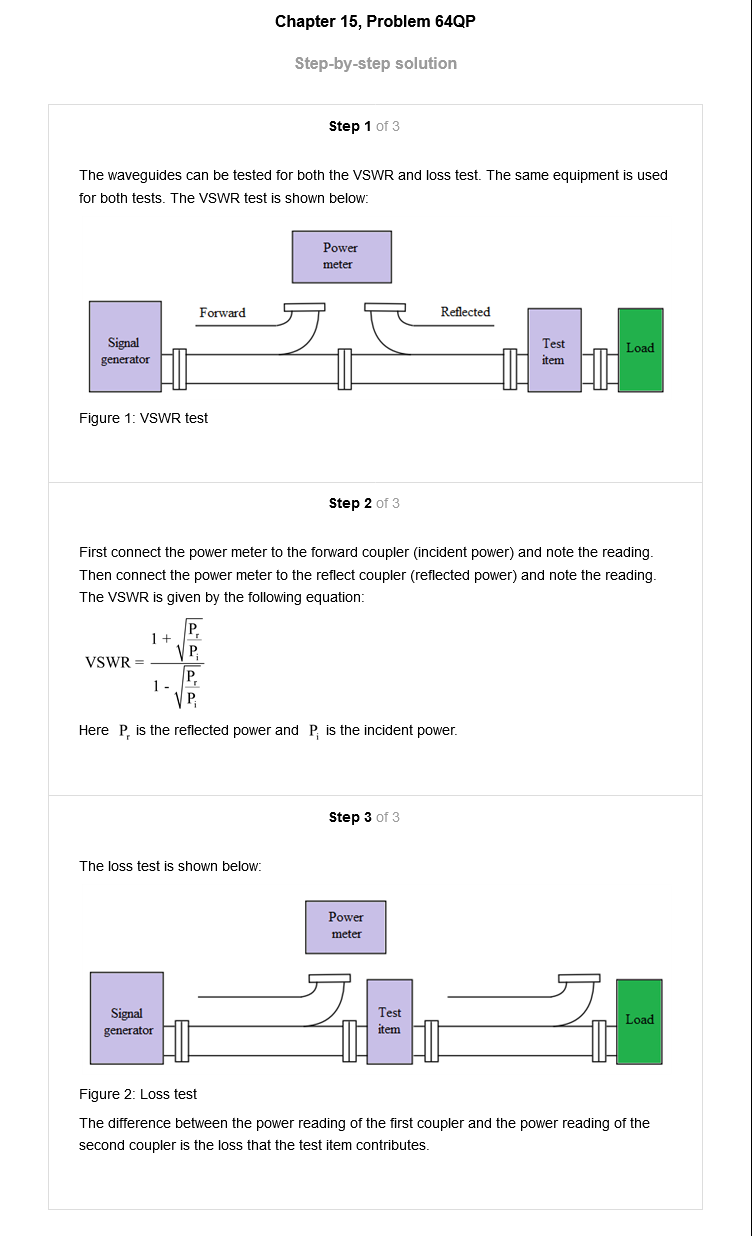 Chapter 15, Problem 64QP
Step-by-step solution
Step 1 of 3
The waveguides can be tested for both the VSWR and loss test. The same equipment is used
for both tests. The VSWR test is shown below:
Power
meter
Forward
Reflected
Signal
generator
Test
item
Load
Figure 1: VSWR test
Step 2 of 3
First connect the power meter to the forward coupler (incident power) and note the reading.
Then connect the power meter to the reflect coupler (reflected power) and note the reading.
The VSWR is given by the following equation:
VSWR = (1 + √(P_r/P_i)) / (1 - √(P_r/P_i))
Here P_r is the reflected power and P_i is the incident power.
Step 3 of 3
The loss test is shown below:
Power
meter
Signal
generator
Test
item
Load
Figure 2: Loss test
The difference between the power reading of the first coupler and the power reading of the
second coupler is the loss that the test item contributes.